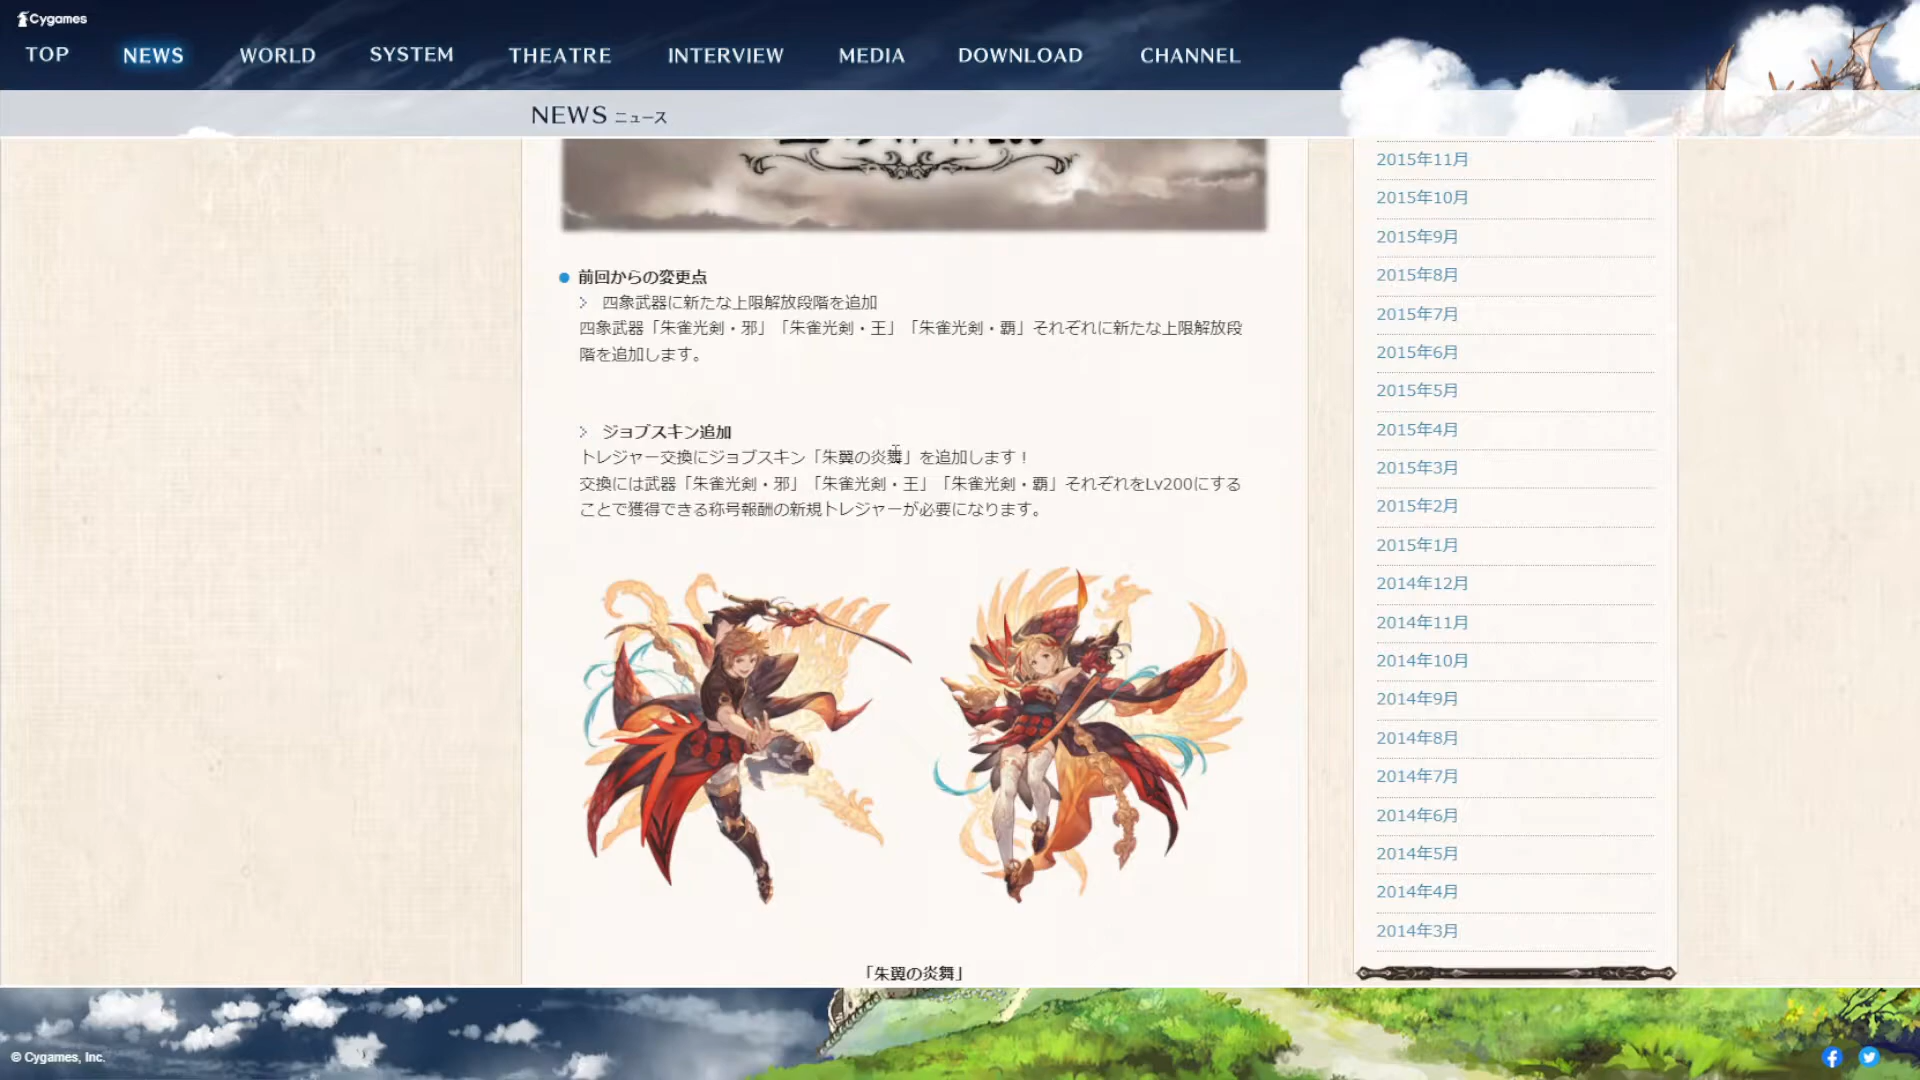 Cygames
TOP NEWS WORLD SYSTEM THEATRE INTERVIEW MEDIA DOWNLOAD CHANNEL
NEWS ニュース
前回からの変更点
四象武器に新たな上限解放段階を追加
四象武器「朱雀光剣・邪」「朱雀光剣・王」「朱雀光剣・覇」それぞれに新たな上限解放段
階を追加します。
ジョブスキン追加
トレジャー交換にジョブスキン「朱翼の炎舞」を追加します！
交換には武器「朱雀光剣・邪」「朱雀光剣・王」「朱雀光剣・覇」それぞれをLv200にする
ことで獲得できる称号報酬の新規トレジャーが必要になります。
「朱翼の炎舞」
2015年11月
2015年10月
2015年9月
2015年8月
2015年7月
2015年6月
2015年5月
2015年4月
2015年3月
2015年2月
2015年1月
2014年12月
2014年11月
2014年10月
2014年9月
2014年8月
2014年7月
2014年6月
2014年5月
2014年4月
2014年3月
© Cygames, Inc.